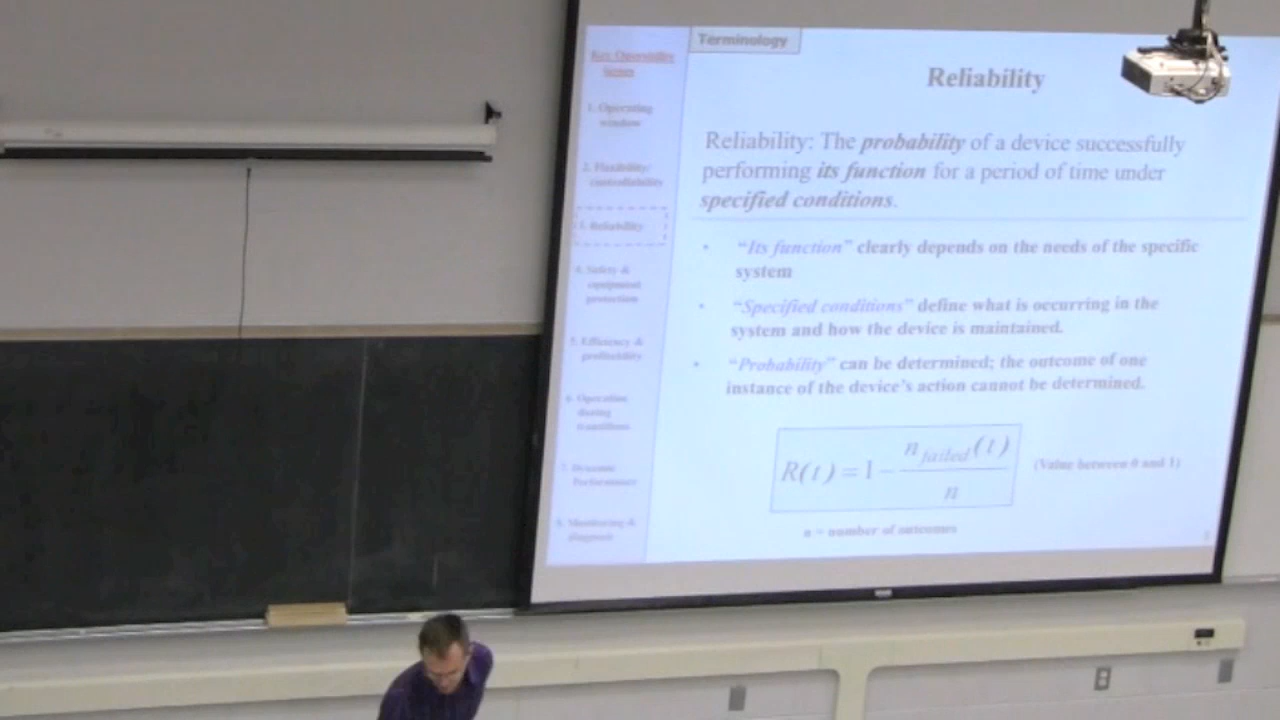 Terminology
Reliability
Key Operability
Issues
1. Operating
window
2. Flexibility/
controllability
3. Reliability
4. Safety &
equipment
protection
5. Efficiency &
profitability
6. Operation
during
transitions
7. Dynamic
Performance
8. Monitoring &
diagnosis
Reliability: The probability of a device successfully
performing its function for a period of time under
specified conditions.
• "Its function" clearly depends on the needs of the specific
system
• "Specified conditions" define what is occurring in the
system and how the device is maintained.
• "Probability" can be determined; the outcome of one
instance of the device's action cannot be determined.
R(t) = 1 - n failed (t) / n
(Value between 0 and 1)
n = number of outcomes